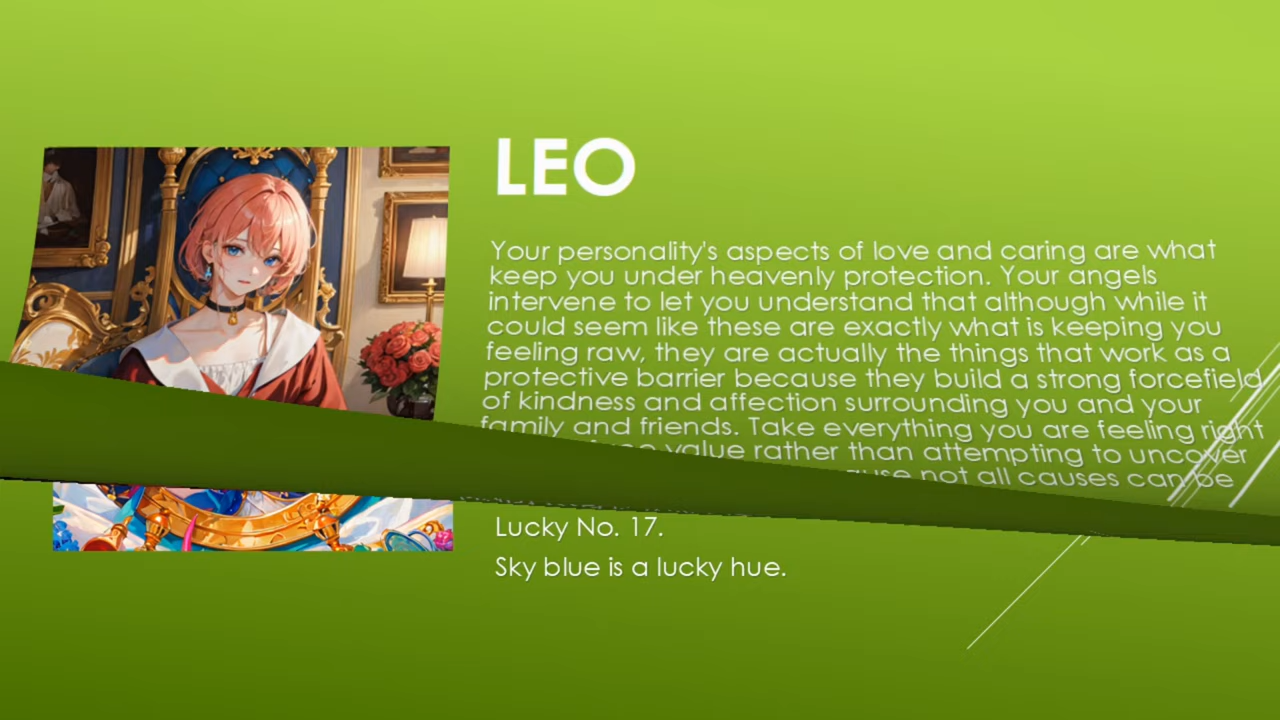 LEO
Your personality's aspects of love and caring are what
keep you under heavenly protection. Your angels
intervene to let you understand that although while it
could seem like these are exactly what is keeping you
feeling raw, they are actually the things that work as a
protective barrier because they build a strong forcefield
of kindness and affection surrounding you and your
family and friends. Take everything you are feeling right
value rather than attempting to uncover
not all causes can be
Lucky No. 17.
Sky blue is a lucky hue.